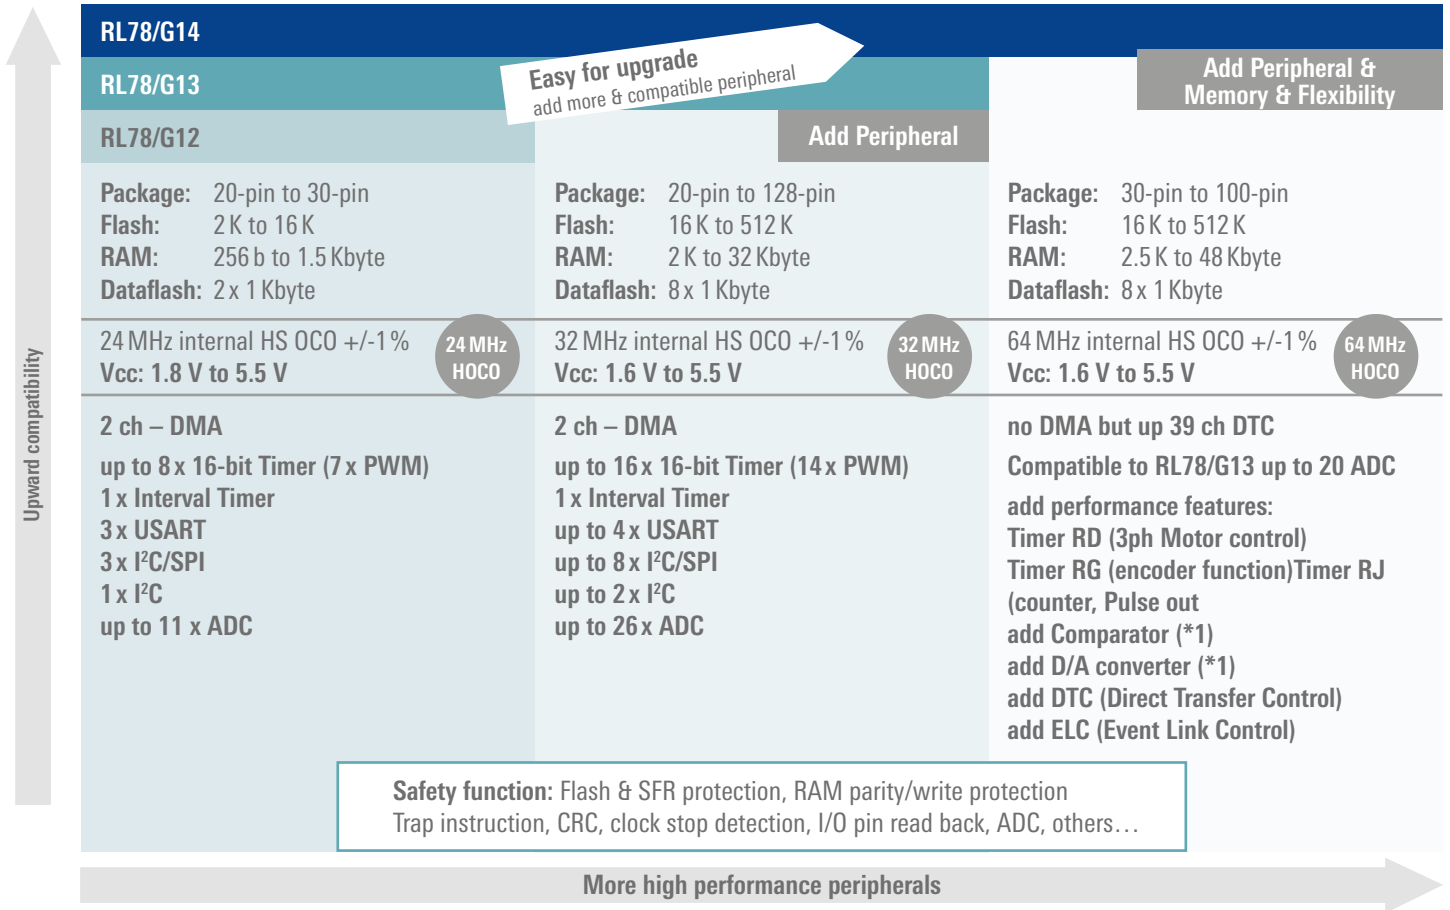 RL78/G14
RL78/G13
RL78/G12
Easy for upgrade
add more & compatible peripheral
Add Peripheral
Add Peripheral &
Memory & Flexibility
Upward compatibility
Package: 20-pin to 30-pin
Flash: 2 K to 16 K
RAM: 256 b to 1.5 Kbyte
Dataflash: 2 x 1 Kbyte
24 MHz internal HS OCO +/-1 %
Vcc: 1.8 V to 5.5 V
24 MHz
HOCO
2 ch – DMA
up to 8 x 16-bit Timer (7 x PWM)
1 x Interval Timer
3 x USART
3 x I²C/SPI
1 x I²C
up to 11 x ADC
Package: 20-pin to 128-pin
Flash: 16 K to 512 K
RAM: 2 K to 32 Kbyte
Dataflash: 8 x 1 Kbyte
32 MHz internal HS OCO +/-1 %
Vcc: 1.6 V to 5.5 V
32 MHz
HOCO
2 ch – DMA
up to 16 x 16-bit Timer (14 x PWM)
1 x Interval Timer
up to 4 x USART
up to 8 x I²C/SPI
up to 2 x I²C
up to 26 x ADC
Package: 30-pin to 100-pin
Flash: 16 K to 512 K
RAM: 2.5 K to 48 Kbyte
Dataflash: 8 x 1 Kbyte
64 MHz internal HS OCO +/-1 %
Vcc: 1.6 V to 5.5 V
64 MHz
HOCO
no DMA but up 39 ch DTC
Compatible to RL78/G13 up to 20 ADC
add performance features:
Timer RD (3ph Motor control)
Timer RG (encoder function)Timer RJ
(counter, Pulse out
add Comparator (*1)
add D/A converter (*1)
add DTC (Direct Transfer Control)
add ELC (Event Link Control)
Safety function: Flash & SFR protection, RAM parity/write protection
Trap instruction, CRC, clock stop detection, I/O pin read back, ADC, others…
More high performance peripherals